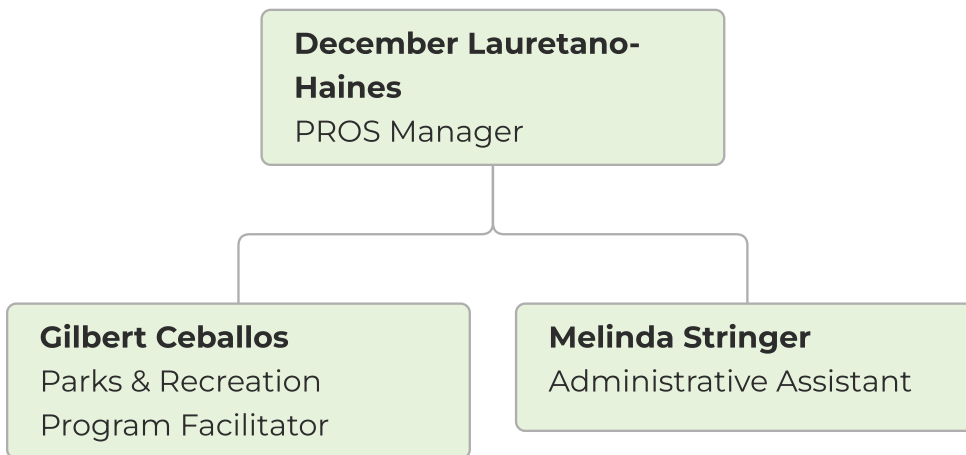 December Lauretano-
Haines
PROS Manager
Gilbert Ceballos
Parks & Recreation
Program Facilitator
Melinda Stringer
Administrative Assistant